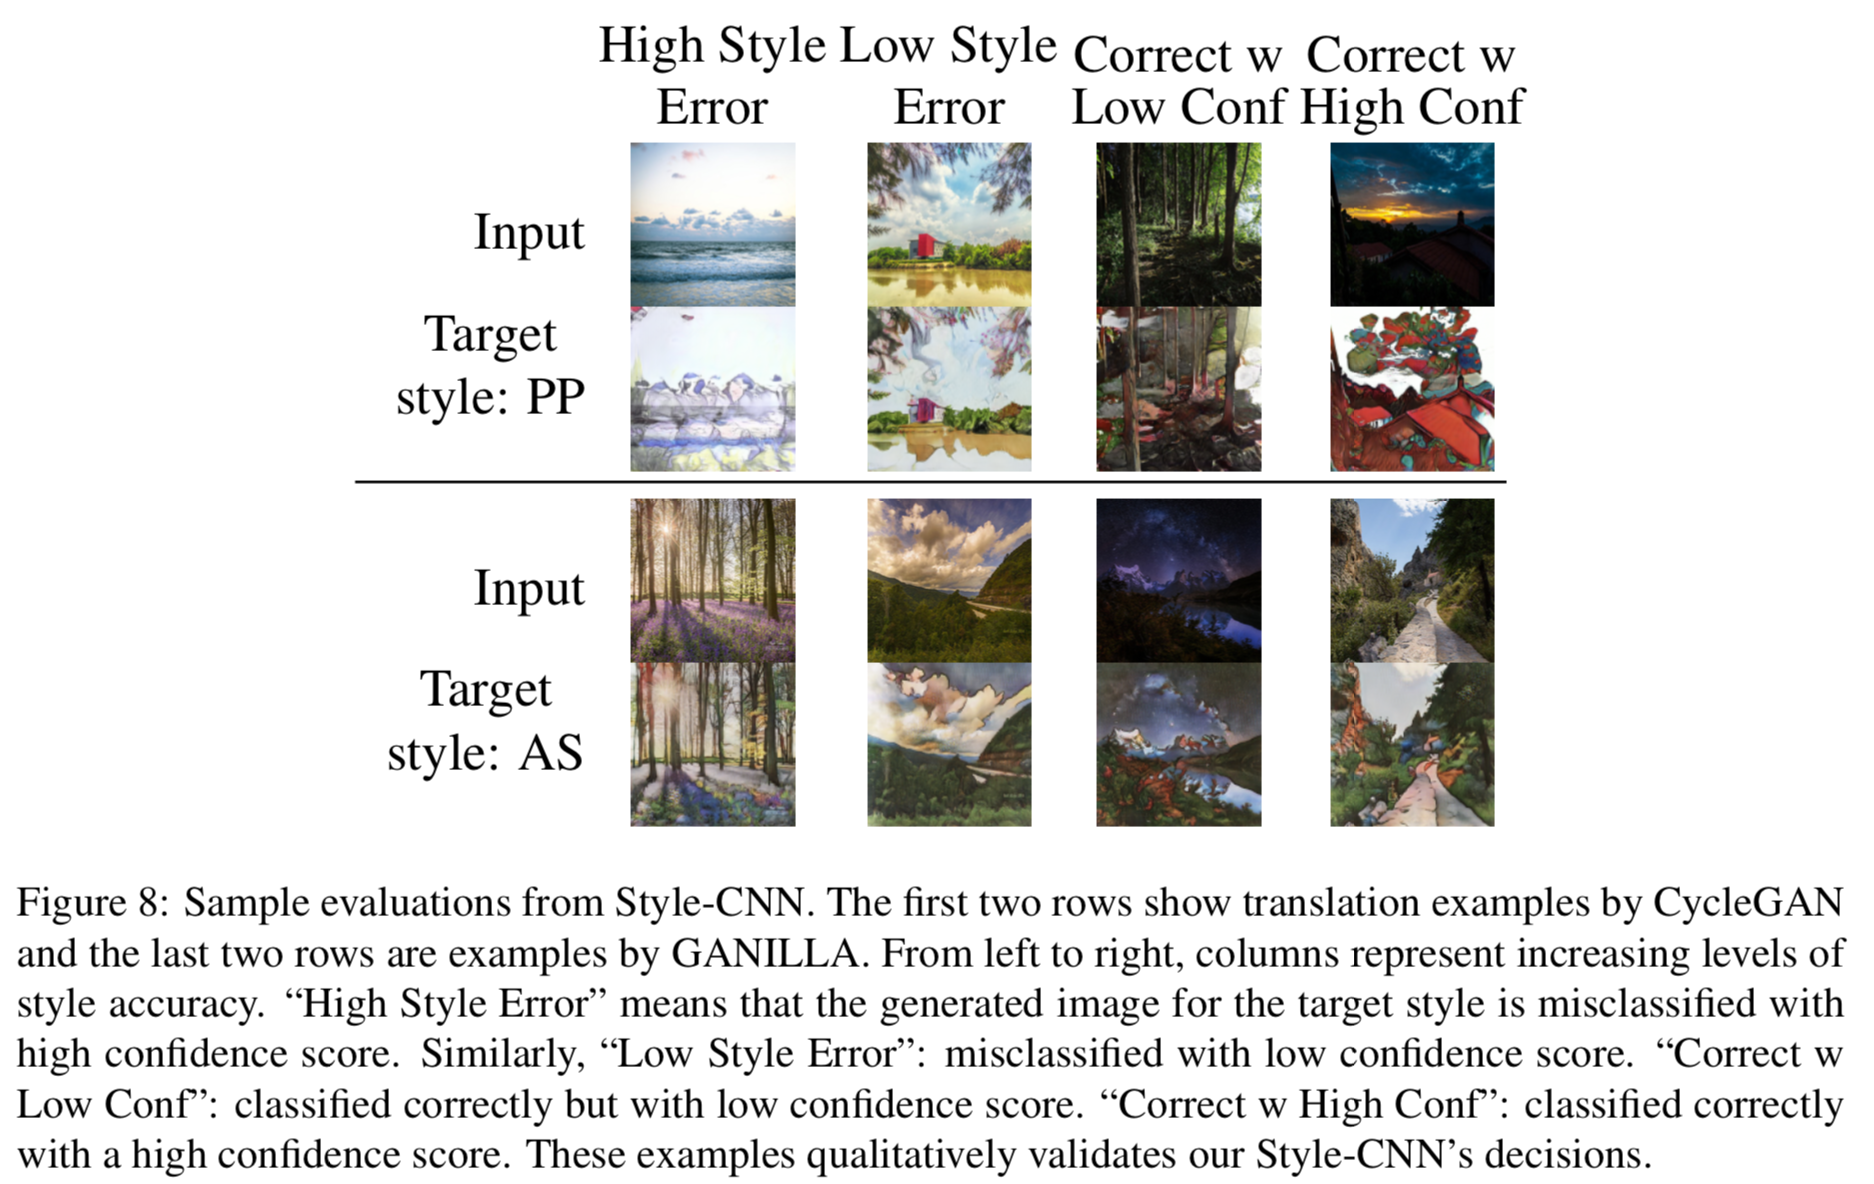 High Style Low Style Correct w Correct w
Error Error Low Conf High Conf
Input
Target
style: PP
Input
Target
style: AS
Figure 8: Sample evaluations from Style-CNN. The first two rows show translation examples by CycleGAN
and the last two rows are examples by GANILLA. From left to right, columns represent increasing levels of
style accuracy. “High Style Error” means that the generated image for the target style is misclassified with
high confidence score. Similarly, “Low Style Error”: misclassified with low confidence score. “Correct w
Low Conf”: classified correctly but with low confidence score. “Correct w High Conf”: classified correctly
with a high confidence score. These examples qualitatively validates our Style-CNN’s decisions.